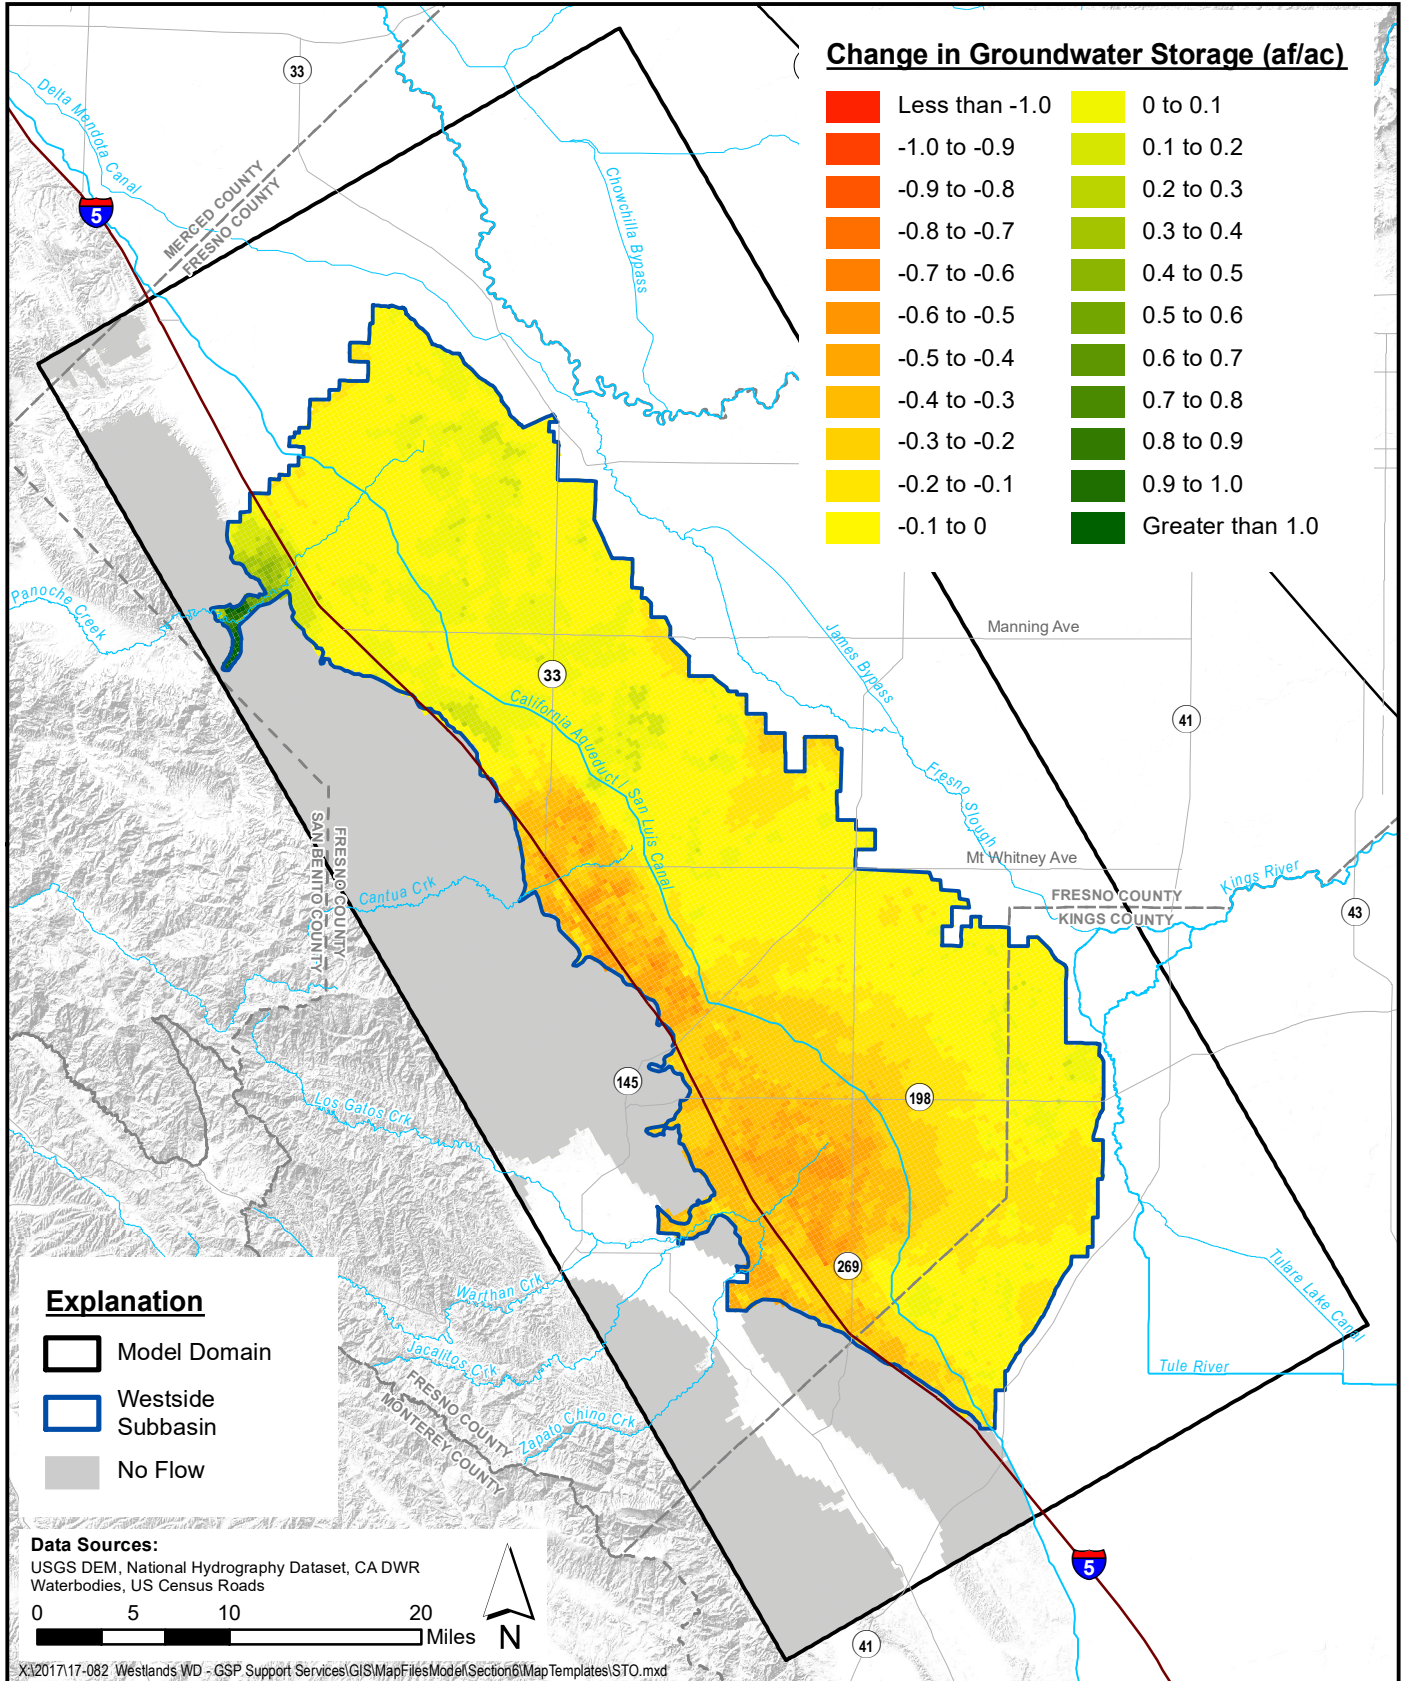 Change in Groundwater Storage (af/ac)
Less than -1.0
-1.0 to -0.9
-0.9 to -0.8
-0.8 to -0.7
-0.7 to -0.6
-0.6 to -0.5
-0.5 to -0.4
-0.4 to -0.3
-0.3 to -0.2
-0.2 to -0.1
-0.1 to 0
0 to 0.1
0.1 to 0.2
0.2 to 0.3
0.3 to 0.4
0.4 to 0.5
0.5 to 0.6
0.6 to 0.7
0.7 to 0.8
0.8 to 0.9
0.9 to 1.0
Greater than 1.0
33
Delta Mendota Canal
5
MERCED COUNTY
FRESNO COUNTY
Chowchilla Bypass
Panoche Creek
Manning Ave
James Bypass
33
California Aqueduct / San Luis Canal
41
Fresno Slough
SAN BENITO COUNTY
FRESNO COUNTY
Mt Whitney Ave
Cantua Crk
FRESNO COUNTY
KINGS COUNTY
Kings River
43
145
Los Gatos Crk
198
269
Warthan Crk
Jacalitos Crk
Tulare Lake Canal
Tule River
FRESNO COUNTY
MONTEREY COUNTY
Zapato Chino Crk
5
41
Explanation
Model Domain
Westside
Subbasin
No Flow
Data Sources:
USGS DEM, National Hydrography Dataset, CA DWR
Waterbodies, US Census Roads
0 5 10 20
Miles
N
X:\2017\17-082 Westlands WD - GSP Support Services\GIS\MapFilesModel\Section6\MapTemplates\STO.mxd